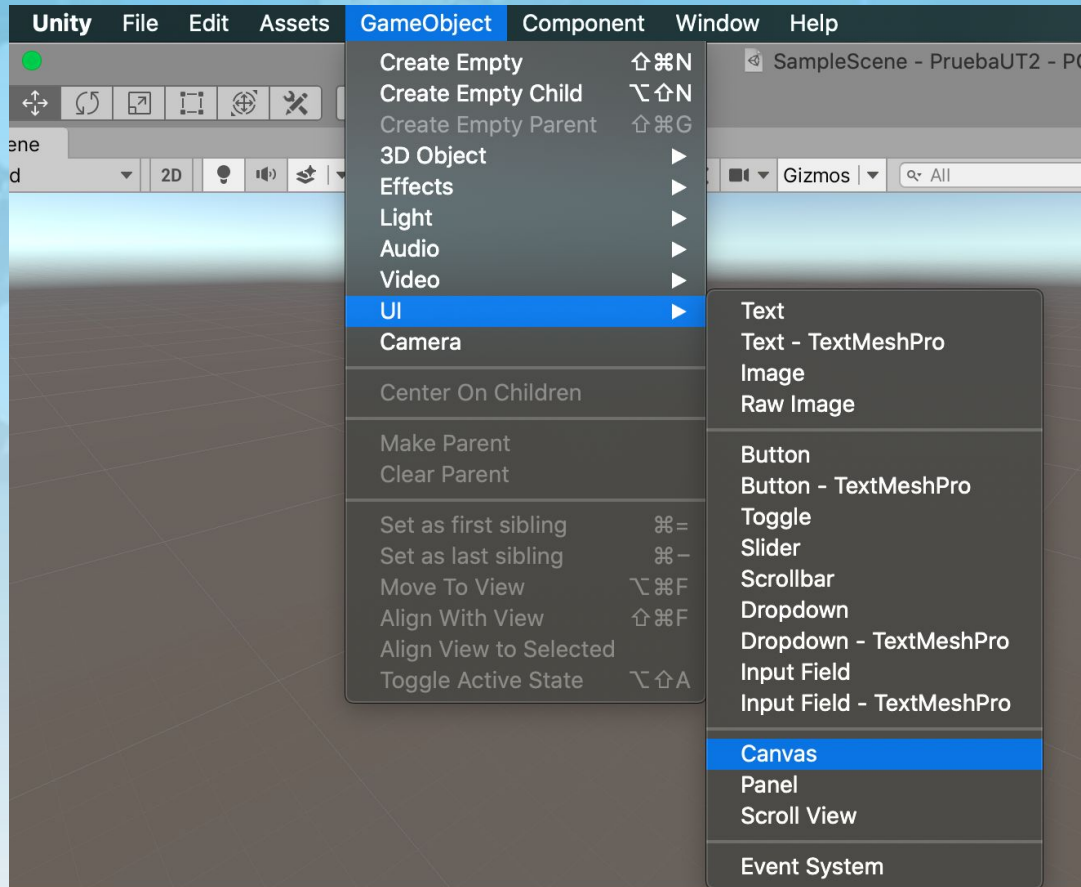 Unity File Edit Assets GameObject Component Window Help
SampleScene - PruebaUT2 - PC
ene
d 2D Gizmos All
Create Empty ⇧⌘N
Create Empty Child ⌥⇧N
Create Empty Parent ⇧⌘G
3D Object ▶
Effects ▶
Light ▶
Audio ▶
Video ▶
UI ▶
Camera
Center On Children
Make Parent
Clear Parent
Set as first sibling ⌘=
Set as last sibling ⌘−
Move To View ⌥⌘F
Align With View ⇧⌘F
Align View to Selected
Toggle Active State ⌥⇧A
Text
Text - TextMeshPro
Image
Raw Image
Button
Button - TextMeshPro
Toggle
Slider
Scrollbar
Dropdown
Dropdown - TextMeshPro
Input Field
Input Field - TextMeshPro
Canvas
Panel
Scroll View
Event System